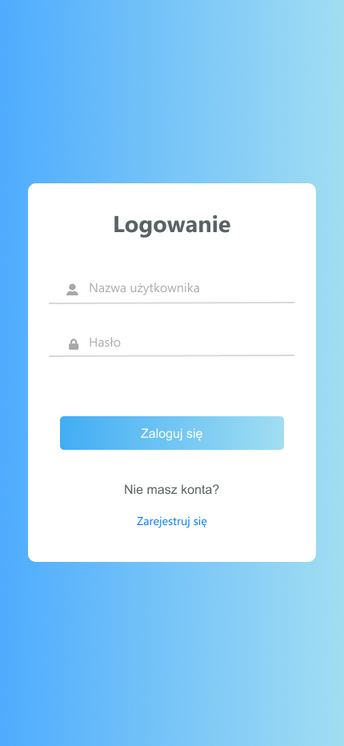 Logowanie
Nazwa użytkownika
Hasło
Zaloguj się
Nie masz konta?
Zarejestruj się